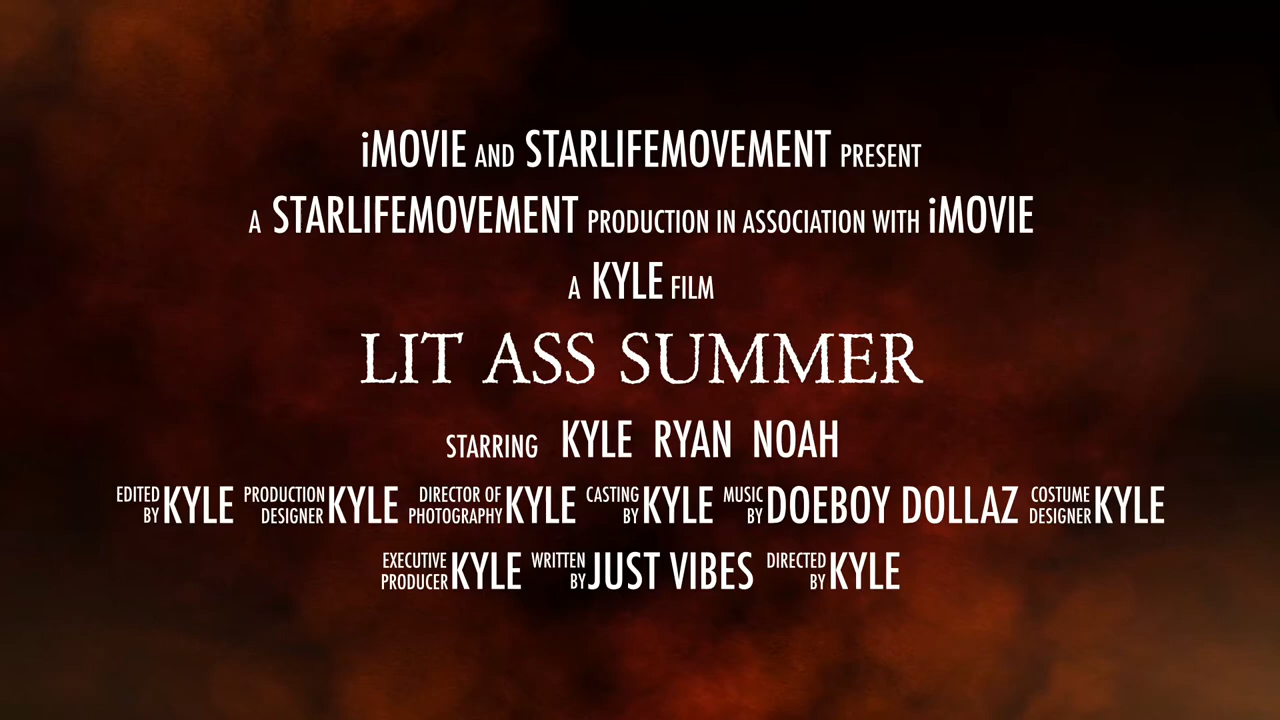 iMOVIE AND STARLIFEMOVEMENT PRESENT
A STARLIFEMOVEMENT PRODUCTION IN ASSOCIATION WITH iMOVIE
A KYLE FILM
LIT ASS SUMMER
STARRING KYLE RYAN NOAH
EDITED BY KYLE PRODUCTION DESIGNER KYLE DIRECTOR OF PHOTOGRAPHY KYLE CASTING BY KYLE MUSIC BY DOEBOY DOLLAZ COSTUME DESIGNER KYLE
EXECUTIVE PRODUCER KYLE WRITTEN BY JUST VIBES DIRECTED BY KYLE